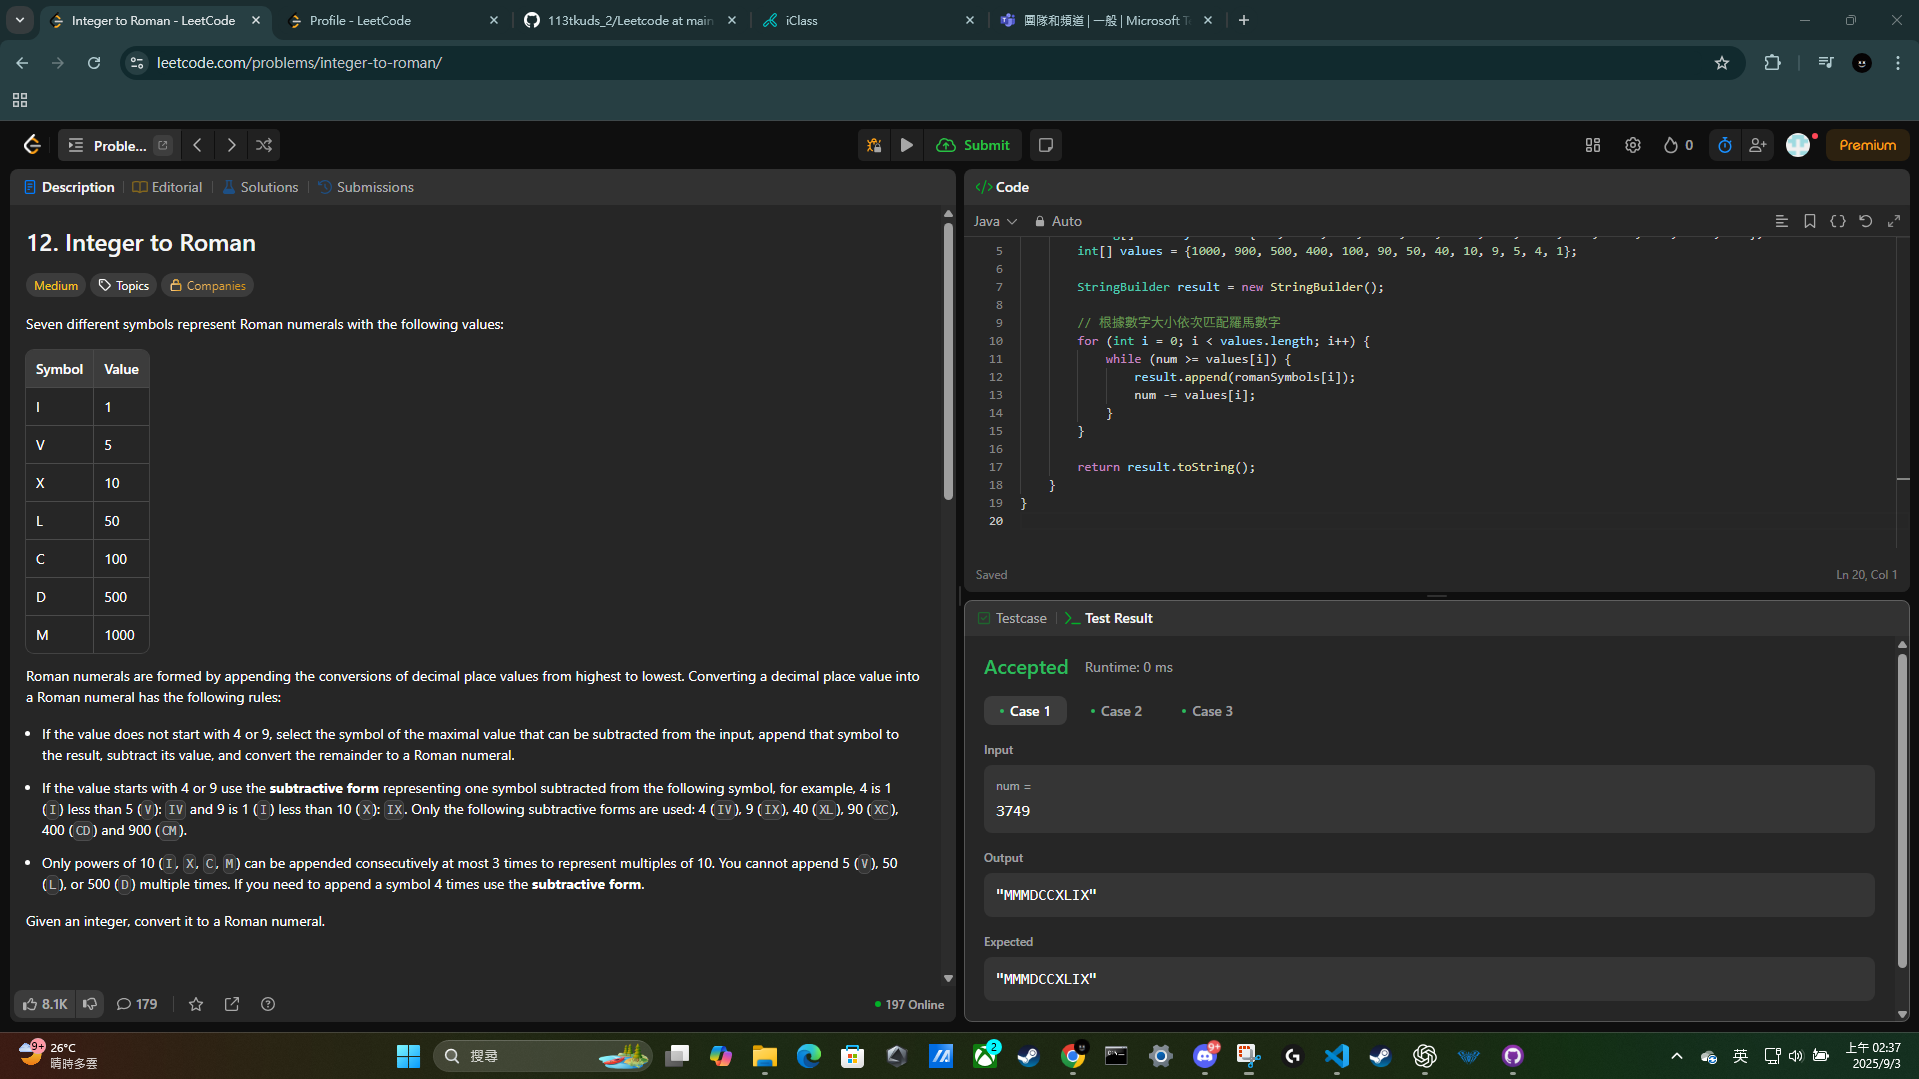 Integer to Roman - LeetCode
Profile - LeetCode
113tkuds_2/Leetcode at main
iClass
團隊和頻道 | 一般 | Microsoft Te
leetcode.com/problems/integer-to-roman/
Proble...
Submit
0
Premium
Description
Editorial
Solutions
Submissions
12. Integer to Roman
Medium
Topics
Companies
Seven different symbols represent Roman numerals with the following values:
Symbol Value
I 1
V 5
X 10
L 50
C 100
D 500
M 1000
Roman numerals are formed by appending the conversions of decimal place values from highest to lowest. Converting a decimal place value into
a Roman numeral has the following rules:
• If the value does not start with 4 or 9, select the symbol of the maximal value that can be subtracted from the input, append that symbol to
the result, subtract its value, and convert the remainder to a Roman numeral.
• If the value starts with 4 or 9 use the subtractive form representing one symbol subtracted from the following symbol, for example, 4 is 1
(I) less than 5 (V): IV and 9 is 1 (I) less than 10 (X): IX. Only the following subtractive forms are used: 4 (IV), 9 (IX), 40 (XL), 90 (XC),
400 (CD) and 900 (CM).
• Only powers of 10 (I, X, C, M) can be appended consecutively at most 3 times to represent multiples of 10. You cannot append 5 (V), 50
(L), or 500 (D) multiple times. If you need to append a symbol 4 times use the subtractive form.
Given an integer, convert it to a Roman numeral.
8.1K
179
197 Online
</> Code
Java
Auto
5 int[] values = {1000, 900, 500, 400, 100, 90, 50, 40, 10, 9, 5, 4, 1};
6
7 StringBuilder result = new StringBuilder();
8
9 // 根據數字大小依次匹配羅馬數字
10 for (int i = 0; i < values.length; i++) {
11 while (num >= values[i]) {
12 result.append(romanSymbols[i]);
13 num -= values[i];
14 }
15 }
16
17 return result.toString();
18 }
19 }
20
Saved
Ln 20, Col 1
Testcase
Test Result
Accepted
Runtime: 0 ms
• Case 1
• Case 2
• Case 3
Input
num =
3749
Output
"MMMDCCXLIX"
Expected
"MMMDCCXLIX"
9+
26°C
晴時多雲
搜尋
2
9+
英
上午 02:37
2025/9/3